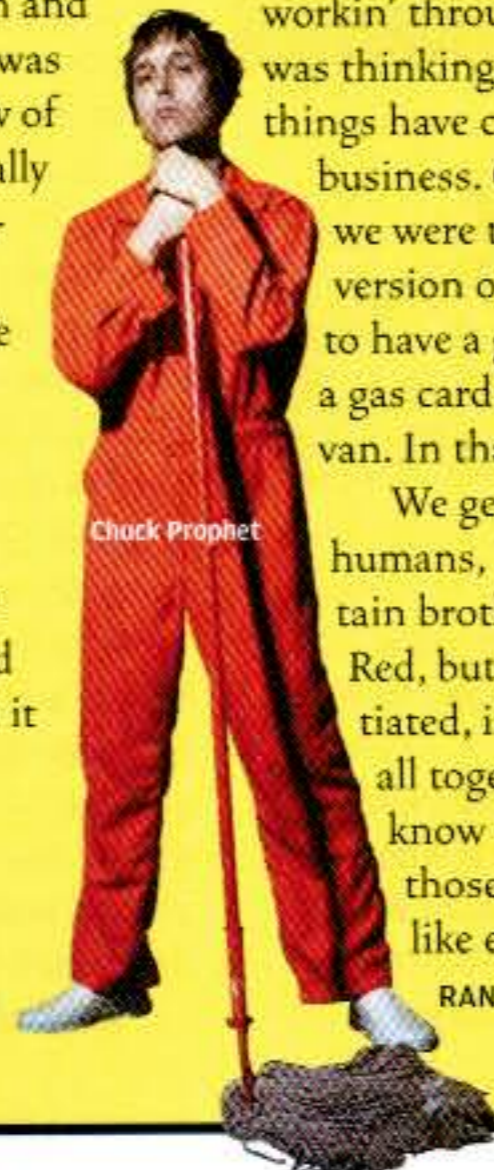 and
was
of
ally
e
d
it
Chuck Prophet
workin' throu
was thinking
things have c
business.
we were t
version o
to have a
a gas card
van. In tha
We ge
humans,
tain brot
Red, but
tiated, i
all toge
know
those
like e
RAN